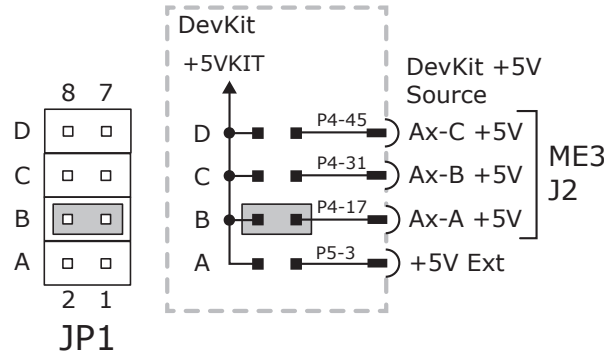 DevKit
+5VKIT
DevKit +5V
Source
8 7
D
C
B
A
2 1
JP1
D P4-45 Ax-C +5V
C P4-31 Ax-B +5V
B P4-17 Ax-A +5V
A P5-3 +5V Ext
ME3
J2